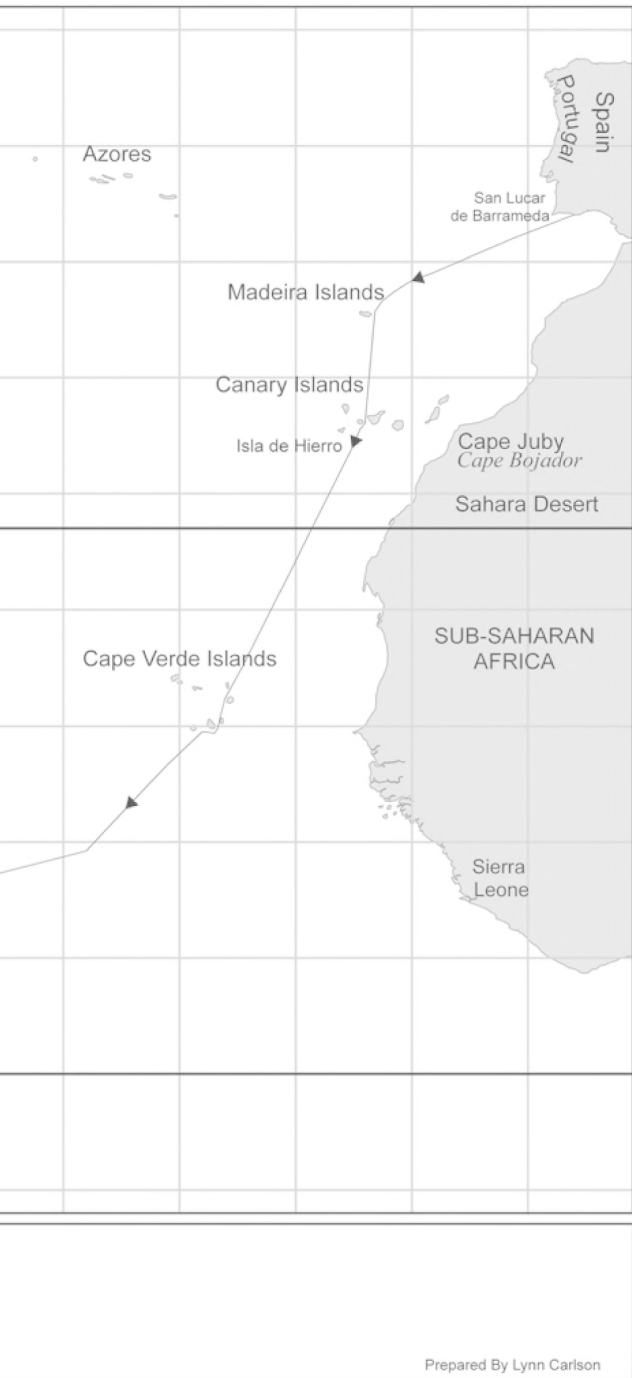 Spain
Portugal
Azores
San Lucar
de Barrameda
Madeira Islands
Canary Islands
Isla de Hierro
Cape Juby
Cape Bojador
Sahara Desert
SUB-SAHARAN
AFRICA
Cape Verde Islands
Sierra
Leone
Prepared By Lynn Carlson